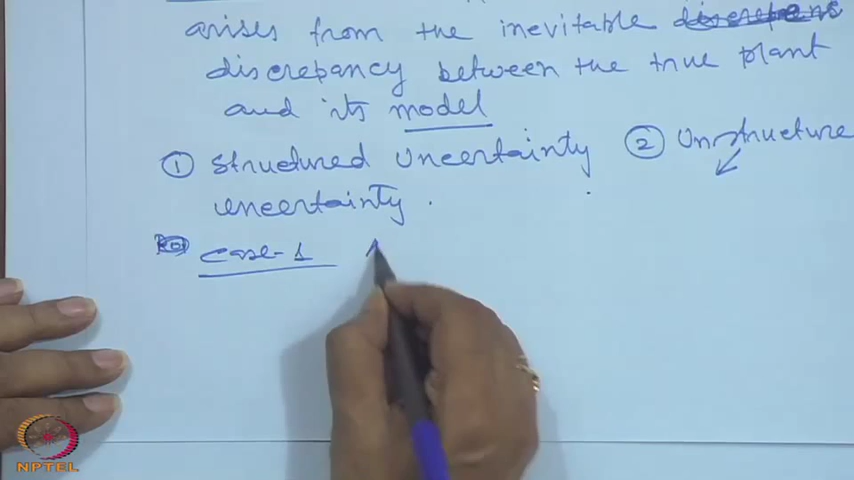 arises from the inevitable
discrepancy between the true plant
and its model
① Structured uncertainty ② Unstructure
uncertainty.
Case-1
NPTEL